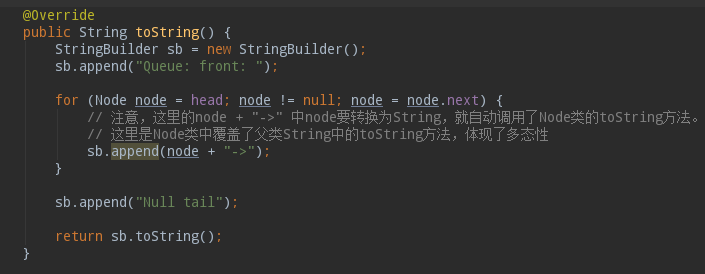 @Override
public String toString() {
    StringBuilder sb = new StringBuilder();
    sb.append("Queue: front: ");

    for (Node node = head; node != null; node = node.next) {
        // 注意，这里的node + "->" 中node要转换为String，就自动调用了Node类的toString方法。
        // 这里是Node类中覆盖了父类String中的toString方法，体现了多态性
        sb.append(node + "->");
    }

    sb.append("Null tail");

    return sb.toString();
}